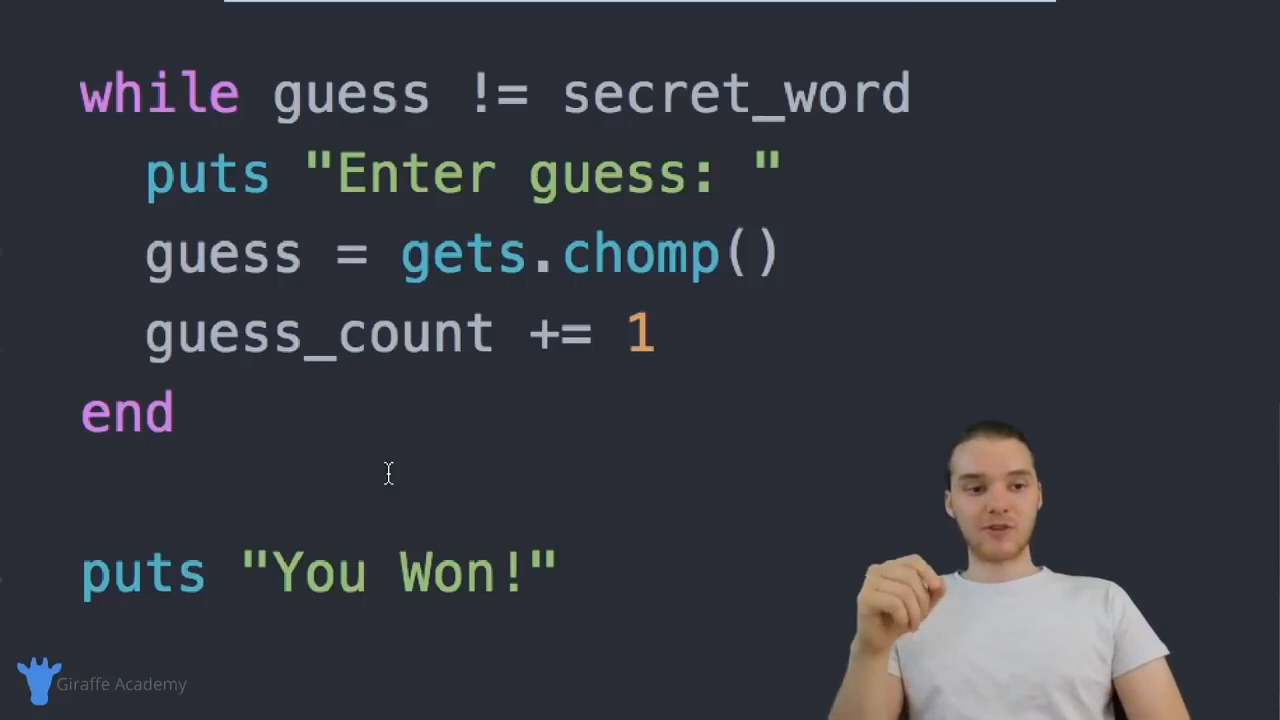 while guess != secret_word
  puts "Enter guess: "
  guess = gets.chomp()
  guess_count += 1
end
puts "You Won!"
Giraffe Academy